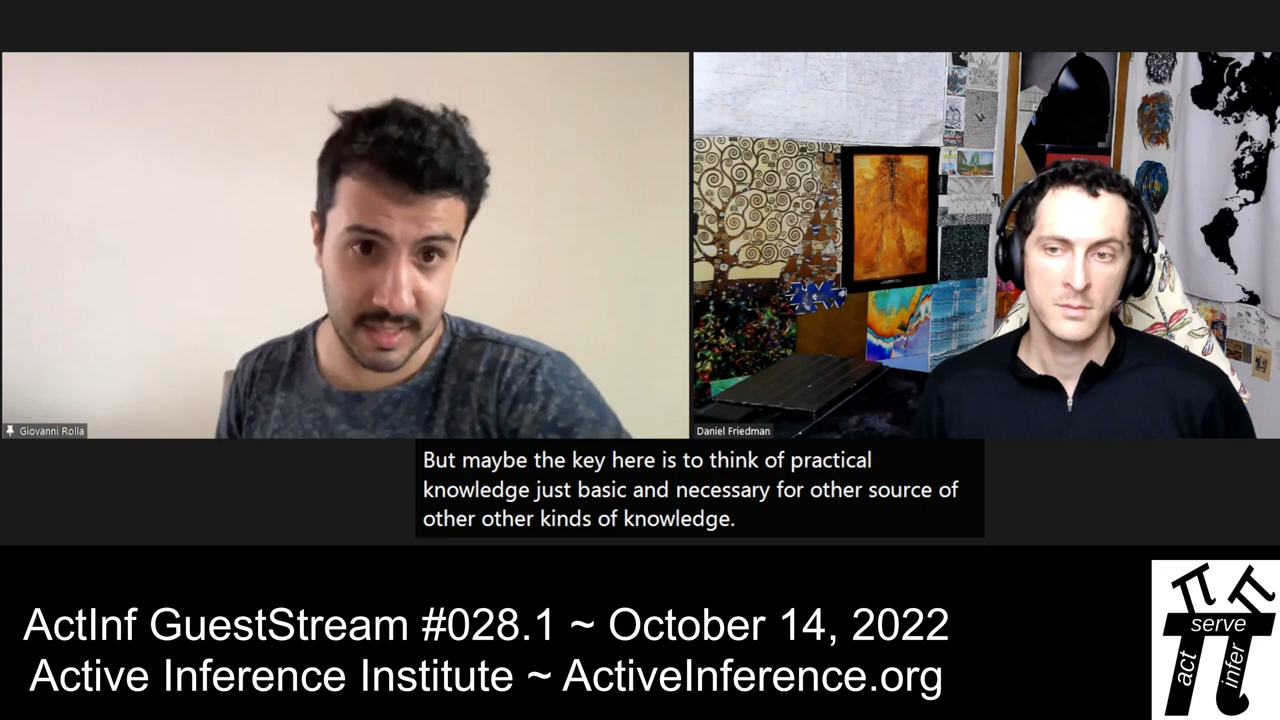 Giovanni Rolla
Daniel Friedman
But maybe the key here is to think of practical
knowledge just basic and necessary for other source of
other other kinds of knowledge.
ActInf GuestStream #028.1 ~ October 14, 2022
Active Inference Institute ~ ActiveInference.org
π π
serve
act
infer